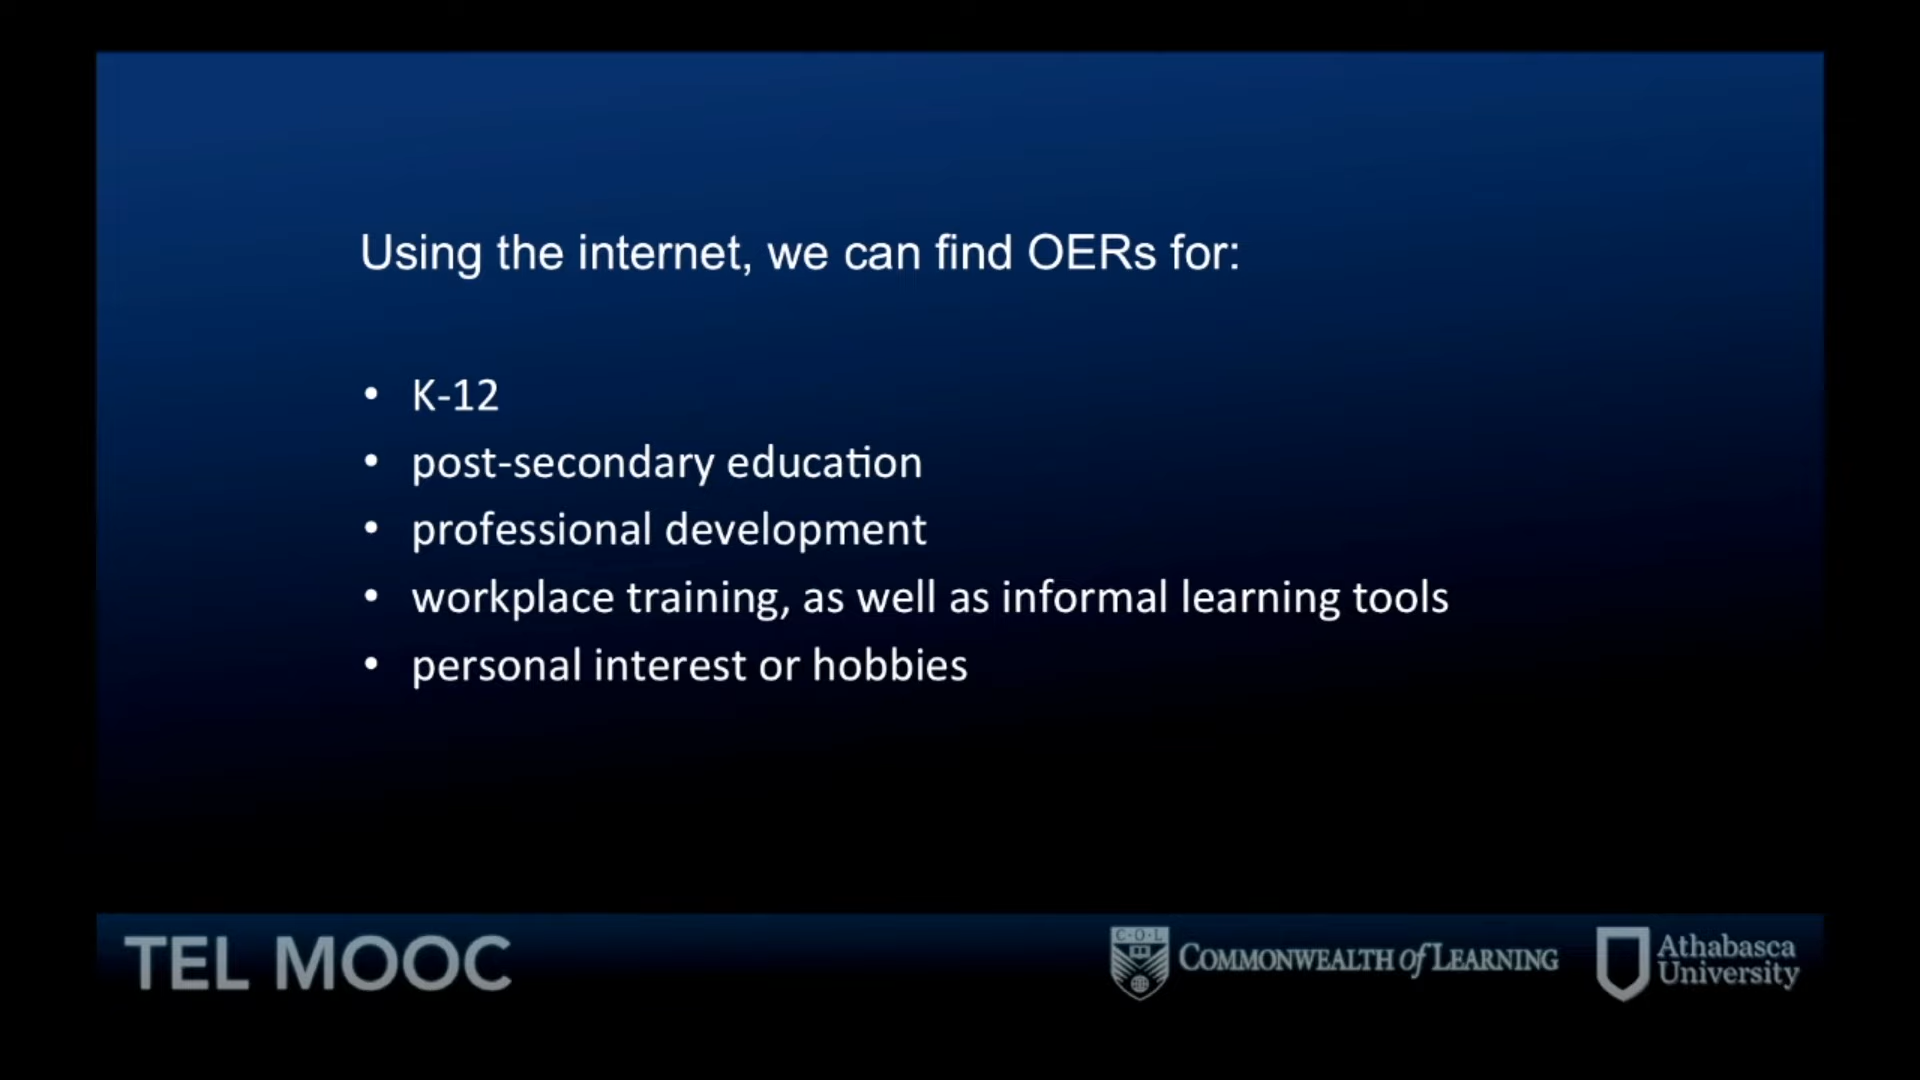 Using the internet, we can find OERs for:
• K-12
• post-secondary education
• professional development
• workplace training, as well as informal learning tools
• personal interest or hobbies
TEL MOOC
C·O·L
COMMONWEALTH of LEARNING
Athabasca
University